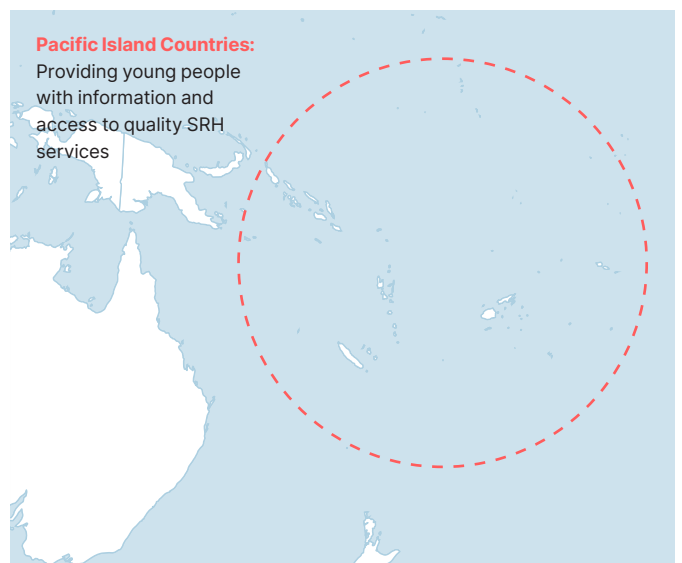 Pacific Island Countries:
Providing young people
with information and
access to quality SRH
services